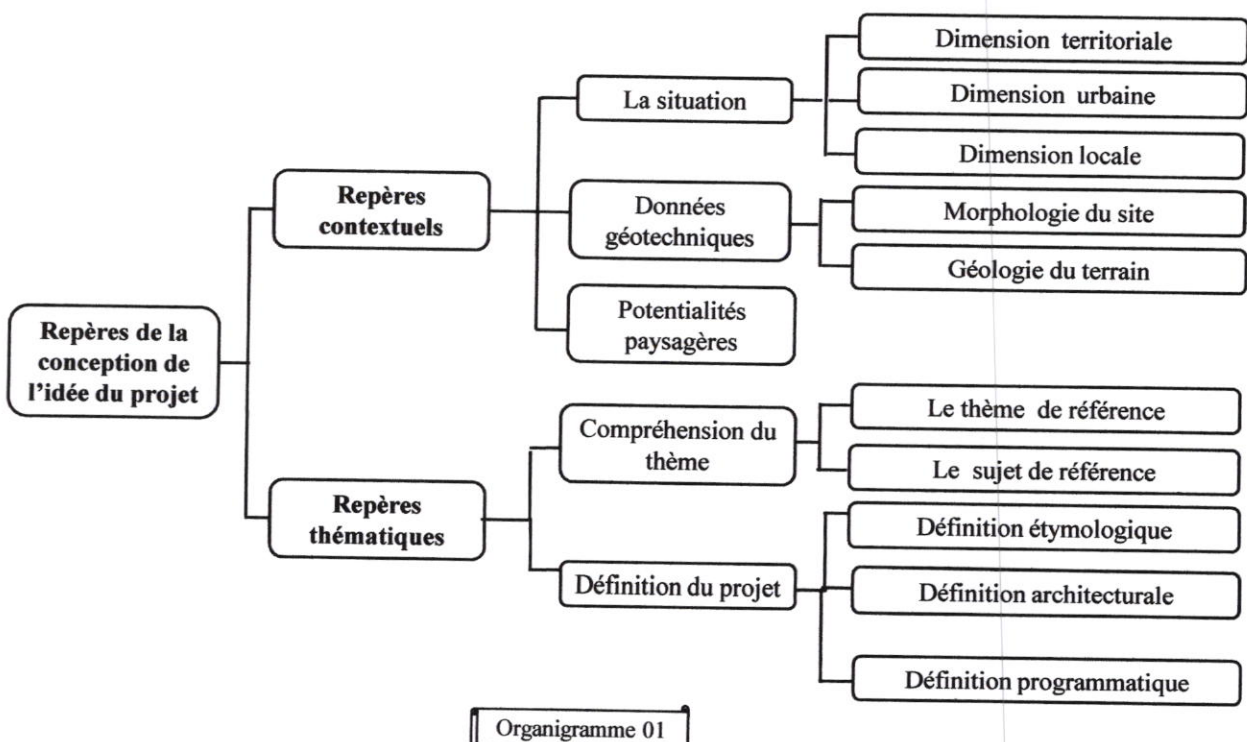 Repères de la
conception de
l'idée du projet
Repères
contextuels
La situation
Dimension territoriale
Dimension urbaine
Dimension locale
Données
géotechniques
Morphologie du site
Géologie du terrain
Potentialités
paysagères
Repères
thématiques
Compréhension du
thème
Le thème de référence
Le sujet de référence
Définition du projet
Définition étymologique
Définition architecturale
Définition programmatique
Organigramme 01